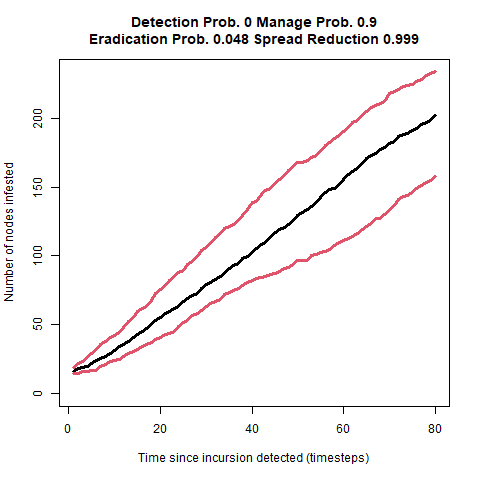 Detection Prob. 0 Manage Prob. 0.9
Eradication Prob. 0.048 Spread Reduction 0.999
Number of nodes infested
200
150
100
50
0
0 20 40 60 80
Time since incursion detected (timesteps)